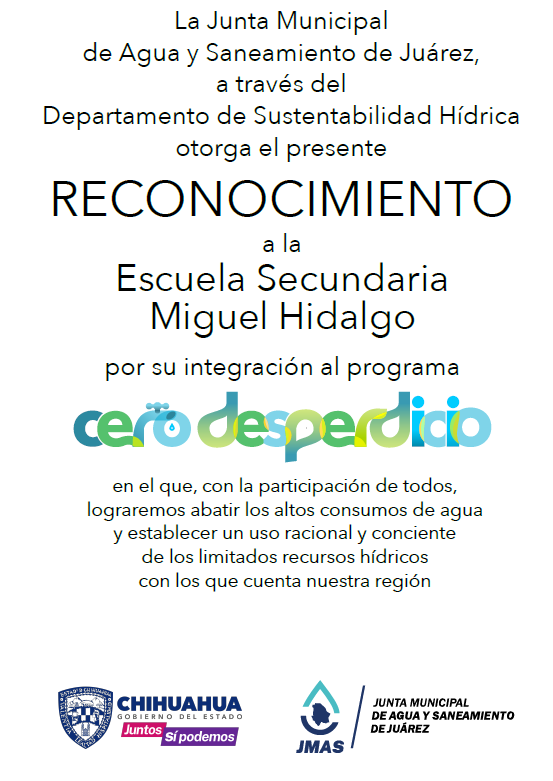 La Junta Municipal
de Agua y Saneamiento de Juárez,
a través del
Departamento de Sustentabilidad Hídrica
otorga el presente
RECONOCIMIENTO
a la
Escuela Secundaria
Miguel Hidalgo
por su integración al programa
cero desperdicio
en el que, con la participación de todos,
lograremos abatir los altos consumos de agua
y establecer un uso racional y conciente
de los limitados recursos hídricos
con los que cuenta nuestra región
ESTADO DE CHIHUAHUA
CHIHUAHUA
GOBIERNO DEL ESTADO
Juntos
Sí podemos
JMAS
JUNTA MUNICIPAL
DE AGUA Y SANEAMIENTO
DE JUÁREZ